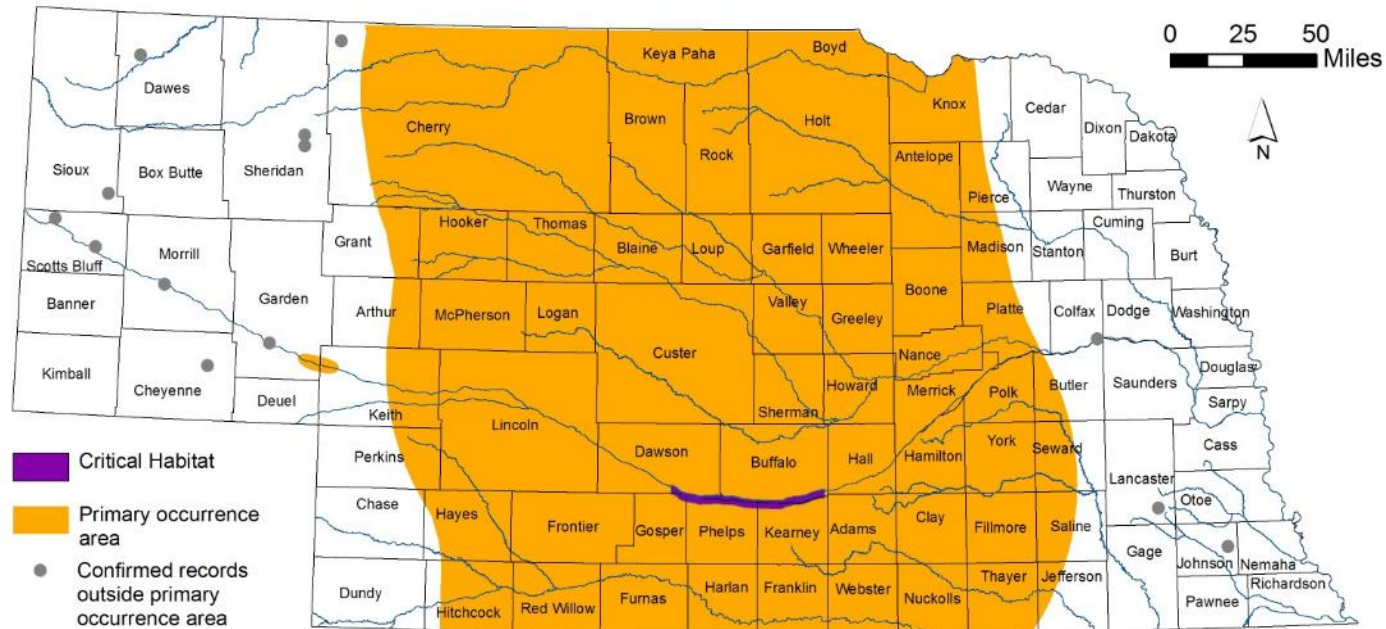 0 25 50
Miles
N
Keya Paha
Boyd
Dawes
Knox
Cedar
Cherry
Brown
Rock
Holt
Dixon
Dakota
Sioux
Box Butte
Sheridan
Antelope
Pierce
Wayne
Thurston
Grant
Hooker
Thomas
Blaine
Loup
Garfield
Wheeler
Madison
Stanton
Cuming
Burt
Scotts Bluff
Morrill
Banner
Garden
Arthur
McPherson
Logan
Custer
Valley
Greeley
Boone
Platte
Colfax
Dodge
Washington
Kimball
Cheyenne
Deuel
Keith
Lincoln
Sherman
Howard
Nance
Merrick
Polk
Butler
Saunders
Douglas
Sarpy
Perkins
Dawson
Buffalo
Hall
Hamilton
York
Seward
Lancaster
Cass
Otoe
Chase
Hayes
Frontier
Gosper
Phelps
Kearney
Adams
Clay
Fillmore
Saline
Gage
Johnson
Nemaha
Richardson
Pawnee
Dundy
Hitchcock
Red Willow
Furnas
Harlan
Franklin
Webster
Nuckolls
Thayer
Jefferson
Critical Habitat
Primary occurrence
area
Confirmed records
outside primary
occurrence area